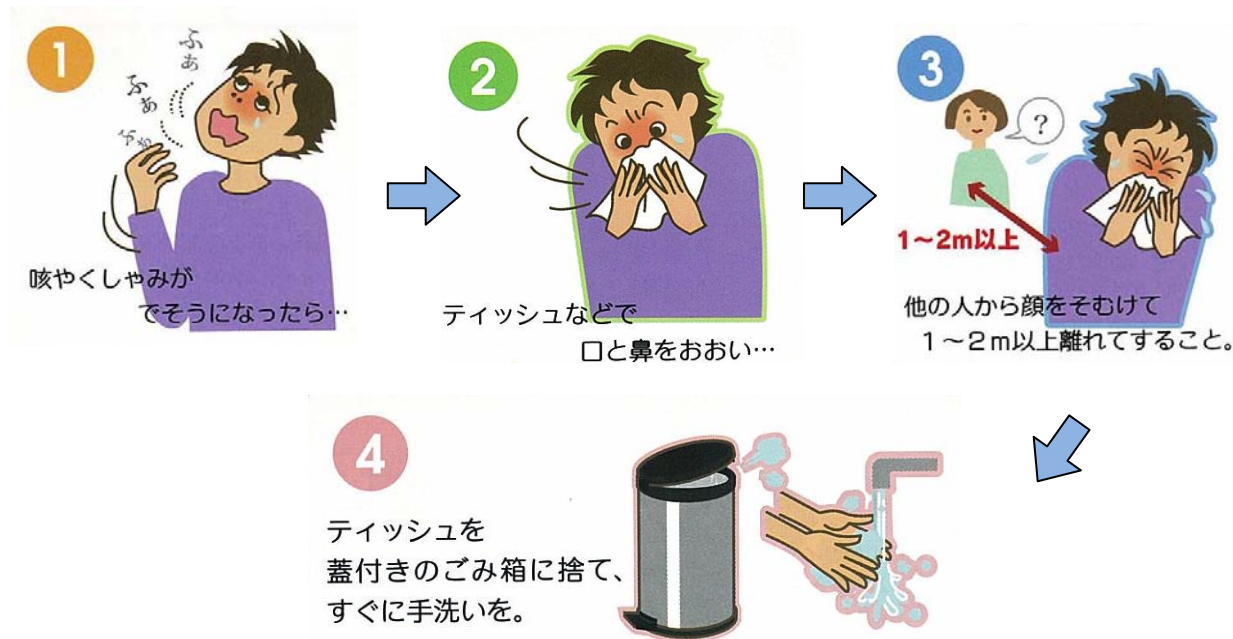 1
ふぁ
ふぁ
ふぁ
咳やくしゃみが
でそうになったら…
2
ティッシュなどで
口と鼻をおおい…
3
?
1～2m以上
他の人から顔をそむけて
1～2m以上離れてすること。
4
ティッシュを
蓋付きのごみ箱に捨て、
すぐに手洗いを。